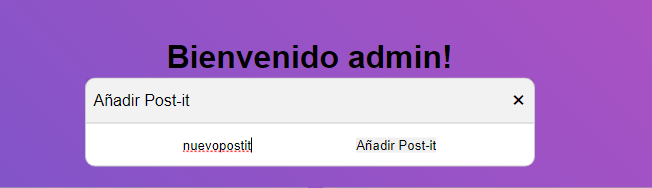 Bienvenido admin!
Añadir Post-it ×
nuevopostit Añadir Post-it